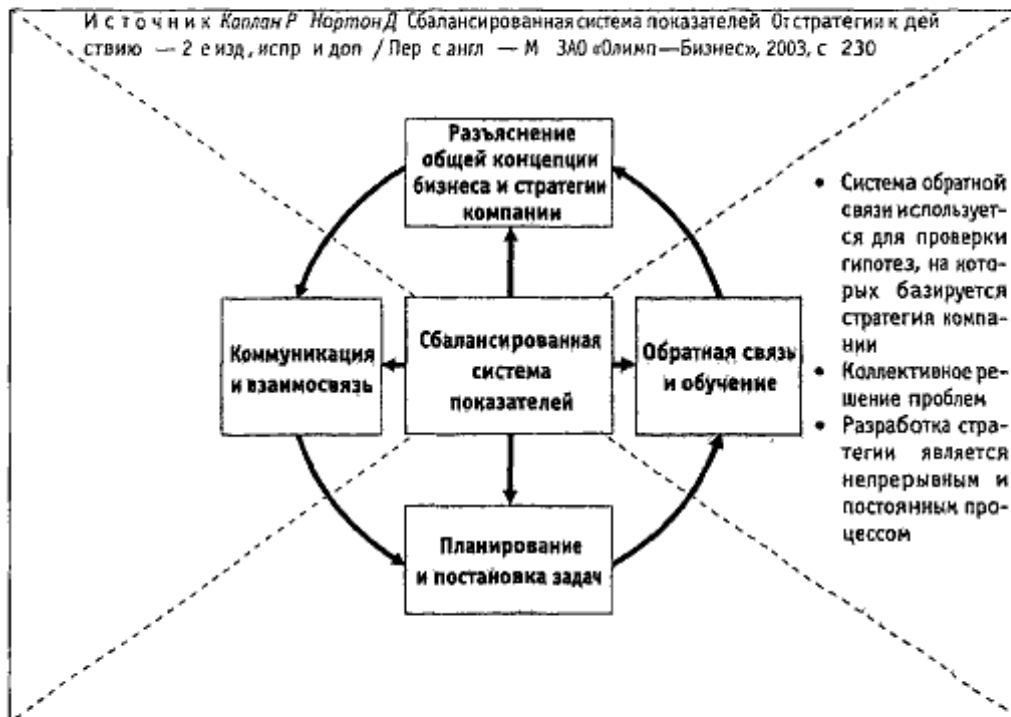 И с т о ч н и к Каплан Р Нортон Д Сбалансированная система показателей От стратегии к дей
ствию — 2 е изд , испр и доп / Пер с англ — М ЗАО «Олимп—Бизнес», 2003, с 230
Разъяснение
общей концепции
бизнеса и стратегии
компании
Коммуникация
и взаимосвязь
Сбалансированная
система
показателей
Обратная связь
и обучение
Планирование
и постановка задач
• Система обратной
связи использует-
ся для проверки
гипотез, на кото-
рых базируется
стратегия компа-
нии
• Коллективное ре-
шение проблем
• Разработка стра-
тегии является
непрерывным и
постоянным про-
цессом